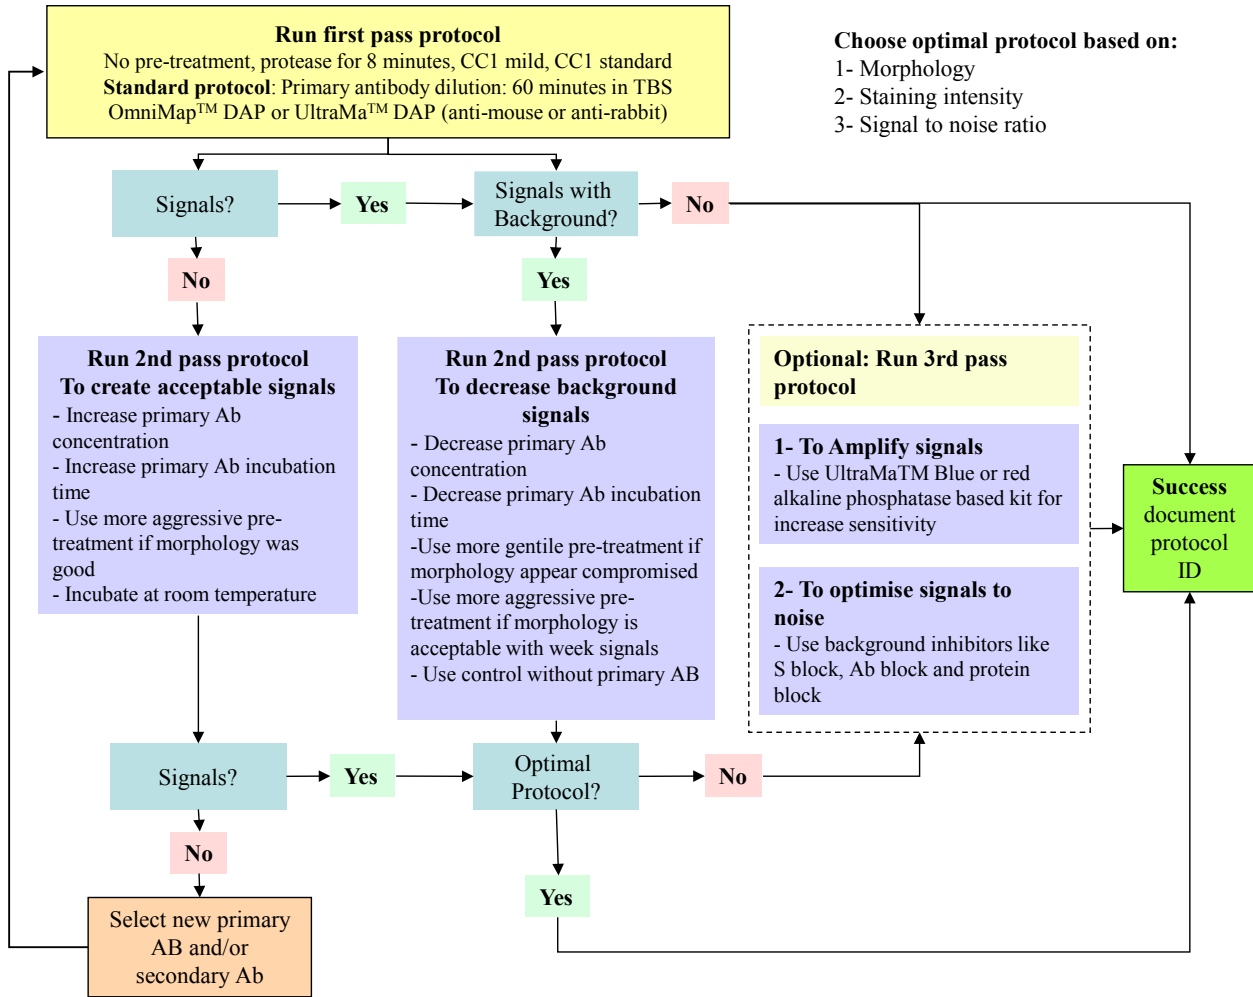 Run first pass protocol
No pre-treatment, protease for 8 minutes, CC1 mild, CC1 standard
Standard protocol: Primary antibody dilution: 60 minutes in TBS
OmniMap™ DAP or UltraMa™ DAP (anti-mouse or anti-rabbit)
Choose optimal protocol based on:
1- Morphology
2- Staining intensity
3- Signal to noise ratio
Signals?
Yes
Signals with
Background?
No
No
Yes
Run 2nd pass protocol
To create acceptable signals
- Increase primary Ab
concentration
- Increase primary Ab incubation
time
- Use more aggressive pre-
treatment if morphology was
good
- Incubate at room temperature
Run 2nd pass protocol
To decrease background
signals
- Decrease primary Ab
concentration
- Decrease primary Ab incubation
time
-Use more gentile pre-treatment if
morphology appear compromised
-Use more aggressive pre-
treatment if morphology is
acceptable with week signals
- Use control without primary AB
Optional: Run 3rd pass
protocol
1- To Amplify signals
- Use UltraMaTM Blue or red
alkaline phosphatase based kit for
increase sensitivity
2- To optimise signals to
noise
- Use background inhibitors like
S block, Ab block and protein
block
Success
document
protocol
ID
Signals?
Yes
Optimal
Protocol?
No
No
Yes
Select new primary
AB and/or
secondary Ab